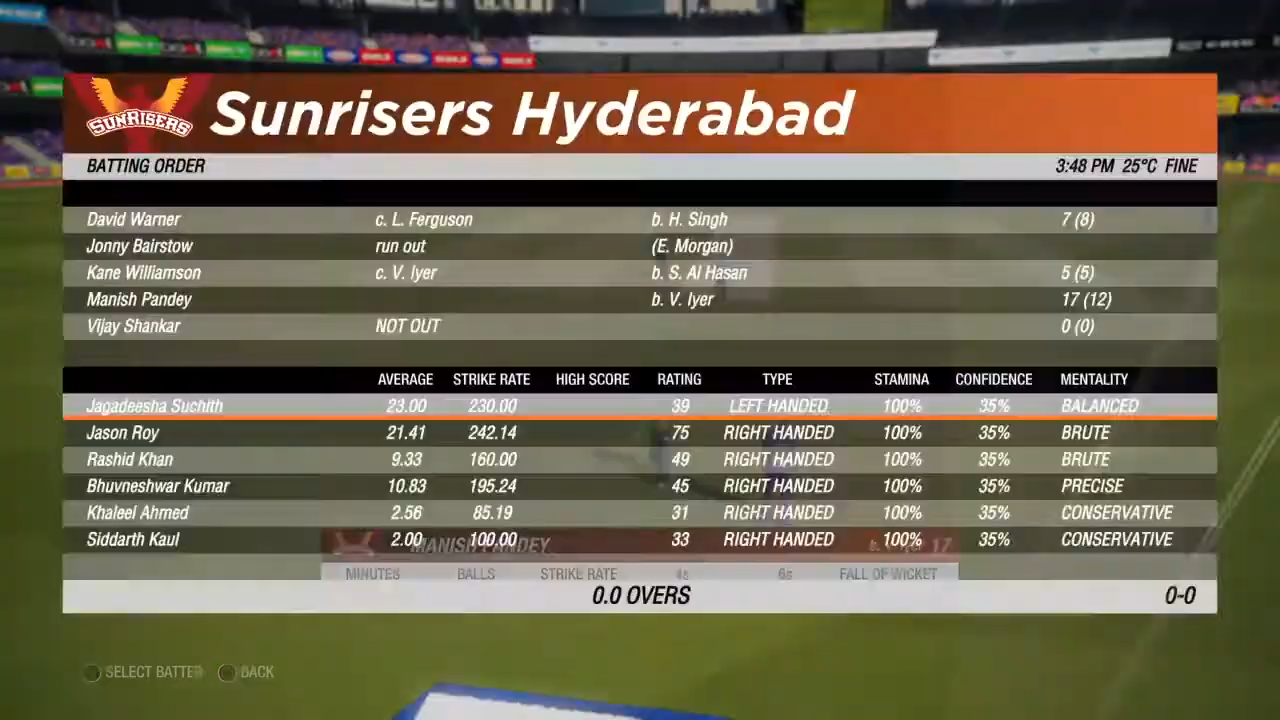 SUNRISERS
Sunrisers Hyderabad
BATTING ORDER 3:48 PM 25°C FINE
David Warner c. L. Ferguson b. H. Singh 7 (8)
Jonny Bairstow run out (E. Morgan)
Kane Williamson c. V. Iyer b. S. Al Hasan 5 (5)
Manish Pandey b. V. Iyer 17 (12)
Vijay Shankar NOT OUT 0 (0)
AVERAGE STRIKE RATE HIGH SCORE RATING TYPE STAMINA CONFIDENCE MENTALITY
Jagadeesha Suchith 23.00 230.00 39 LEFT HANDED 100% 35% BALANCED
Jason Roy 21.41 242.14 75 RIGHT HANDED 100% 35% BRUTE
Rashid Khan 9.33 160.00 49 RIGHT HANDED 100% 35% BRUTE
Bhuvneshwar Kumar 10.83 195.24 45 RIGHT HANDED 100% 35% PRECISE
Khaleel Ahmed 2.56 85.19 31 RIGHT HANDED 100% 35% CONSERVATIVE
Siddarth Kaul 2.00 100.00 33 RIGHT HANDED 100% 35% CONSERVATIVE
MANISH PANDEY 17
MINUTES BALLS STRIKE RATE 4s 6s FALL OF WICKET
0.0 OVERS 0-0
SELECT BATTER BACK